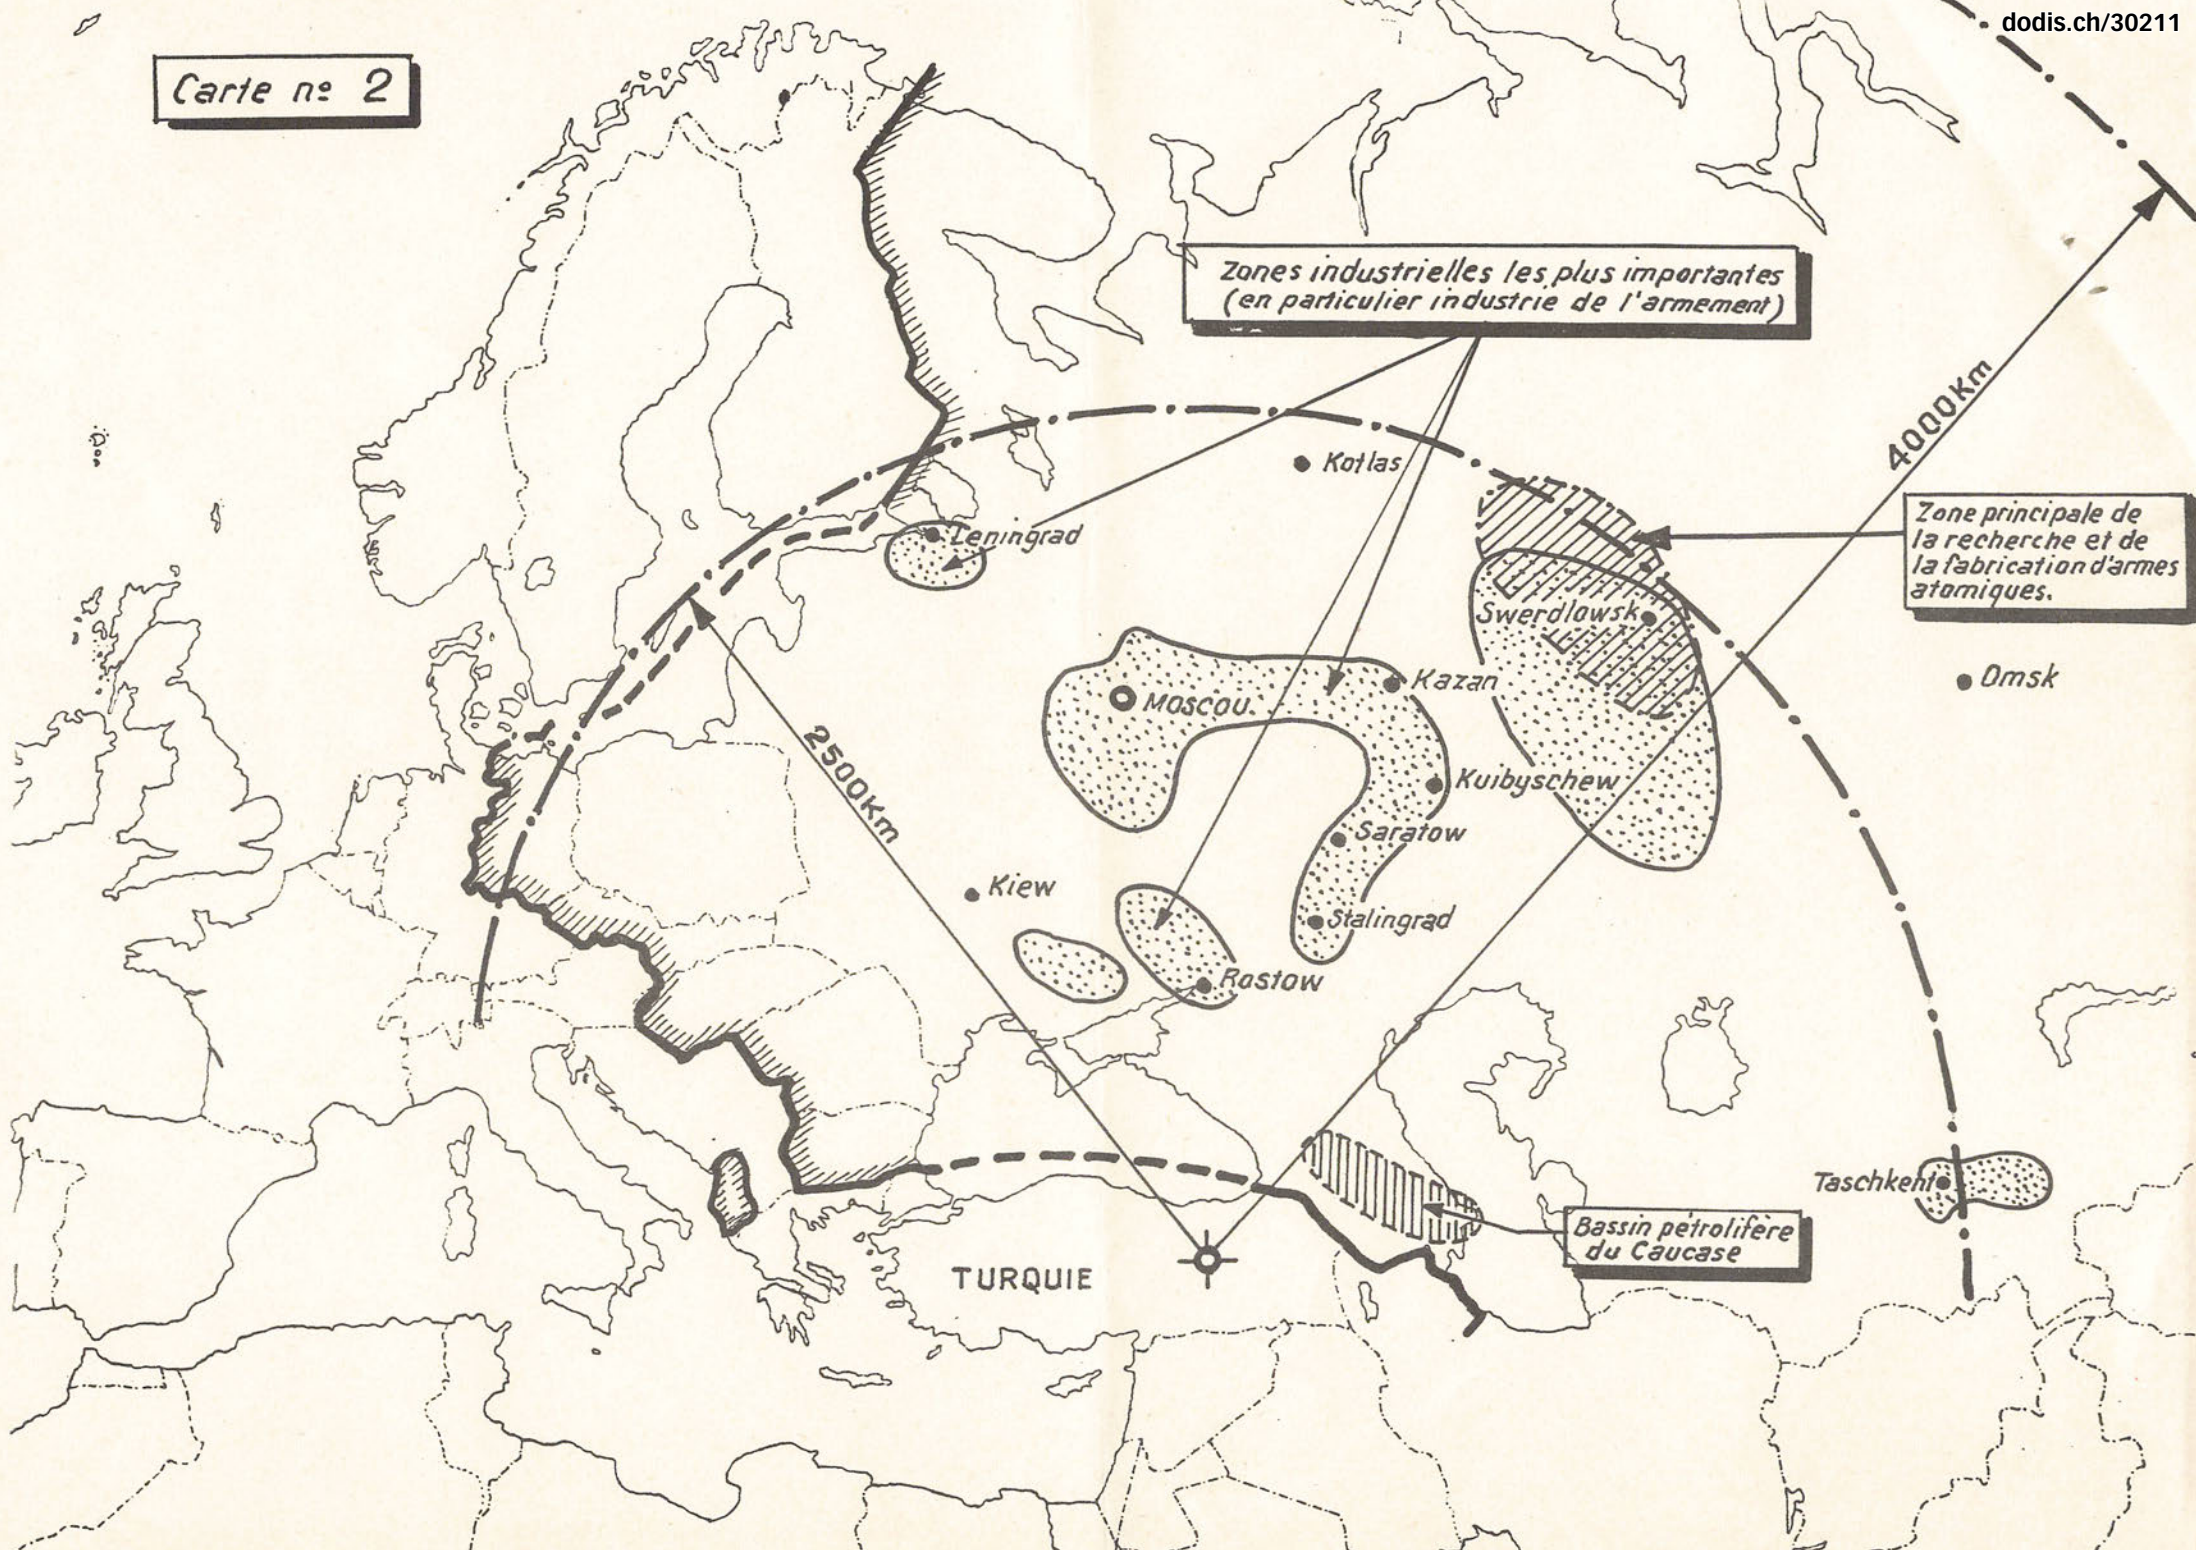 dodis.ch/30211
Carte nº 2
Zones industrielles les plus importantes
(en particulier industrie de l'armement)
4000Km
Kotlas
Zone principale de
la recherche et de
la fabrication d'armes
atomiques.
Leningrad
Swerdlowsk
Omsk
Kazan
MOSCOU
2500Km
Kuibyschew
Saratow
Kiew
Stalingrad
Rostow
Taschkent
Bassin pétrolifère
du Caucase
TURQUIE